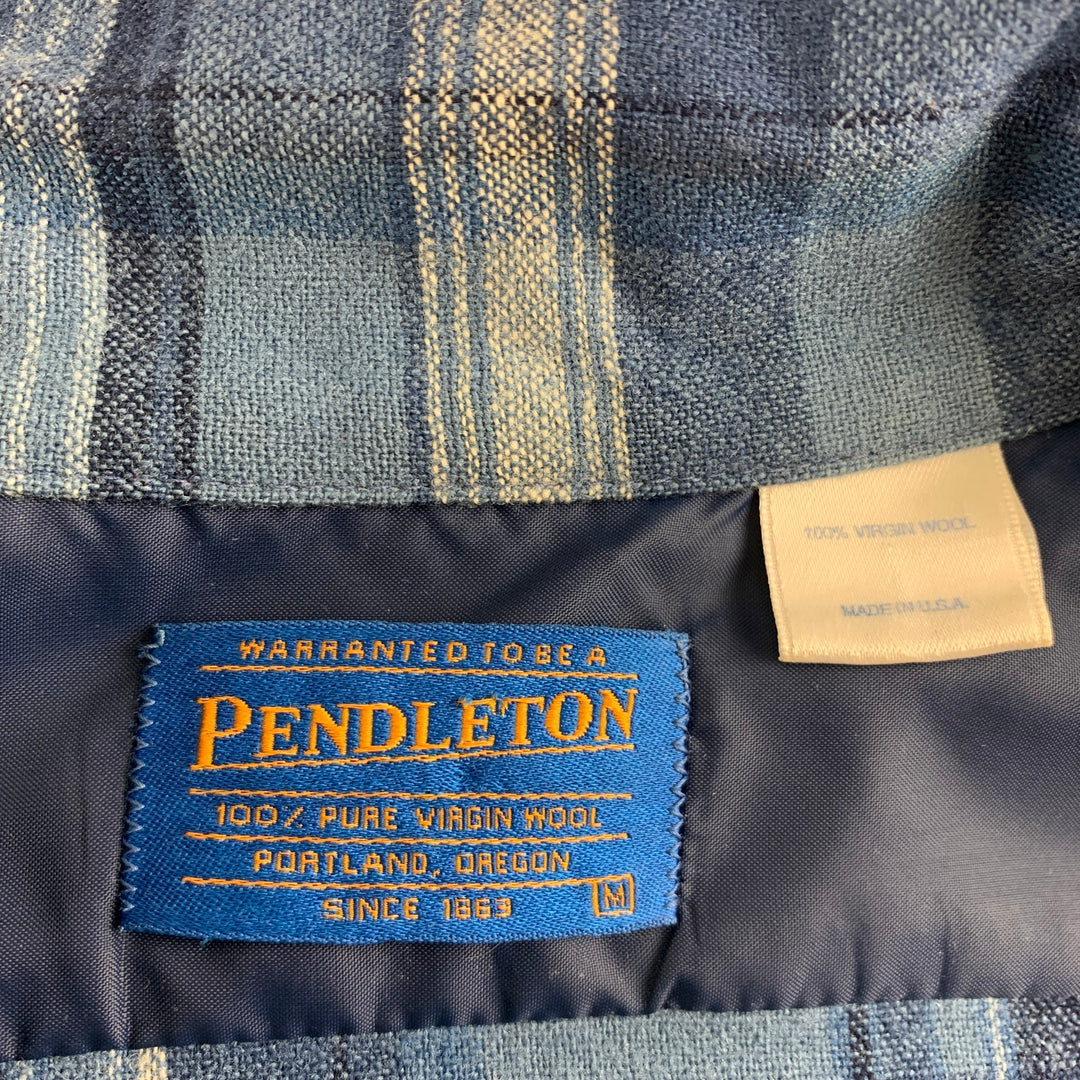 100% VIRGIN WOOL
MADE IN U.S.A.
WARRANTED TO BE A
PENDLETON
100% PURE VIRGIN WOOL
PORTLAND, OREGON
SINCE 1863 M